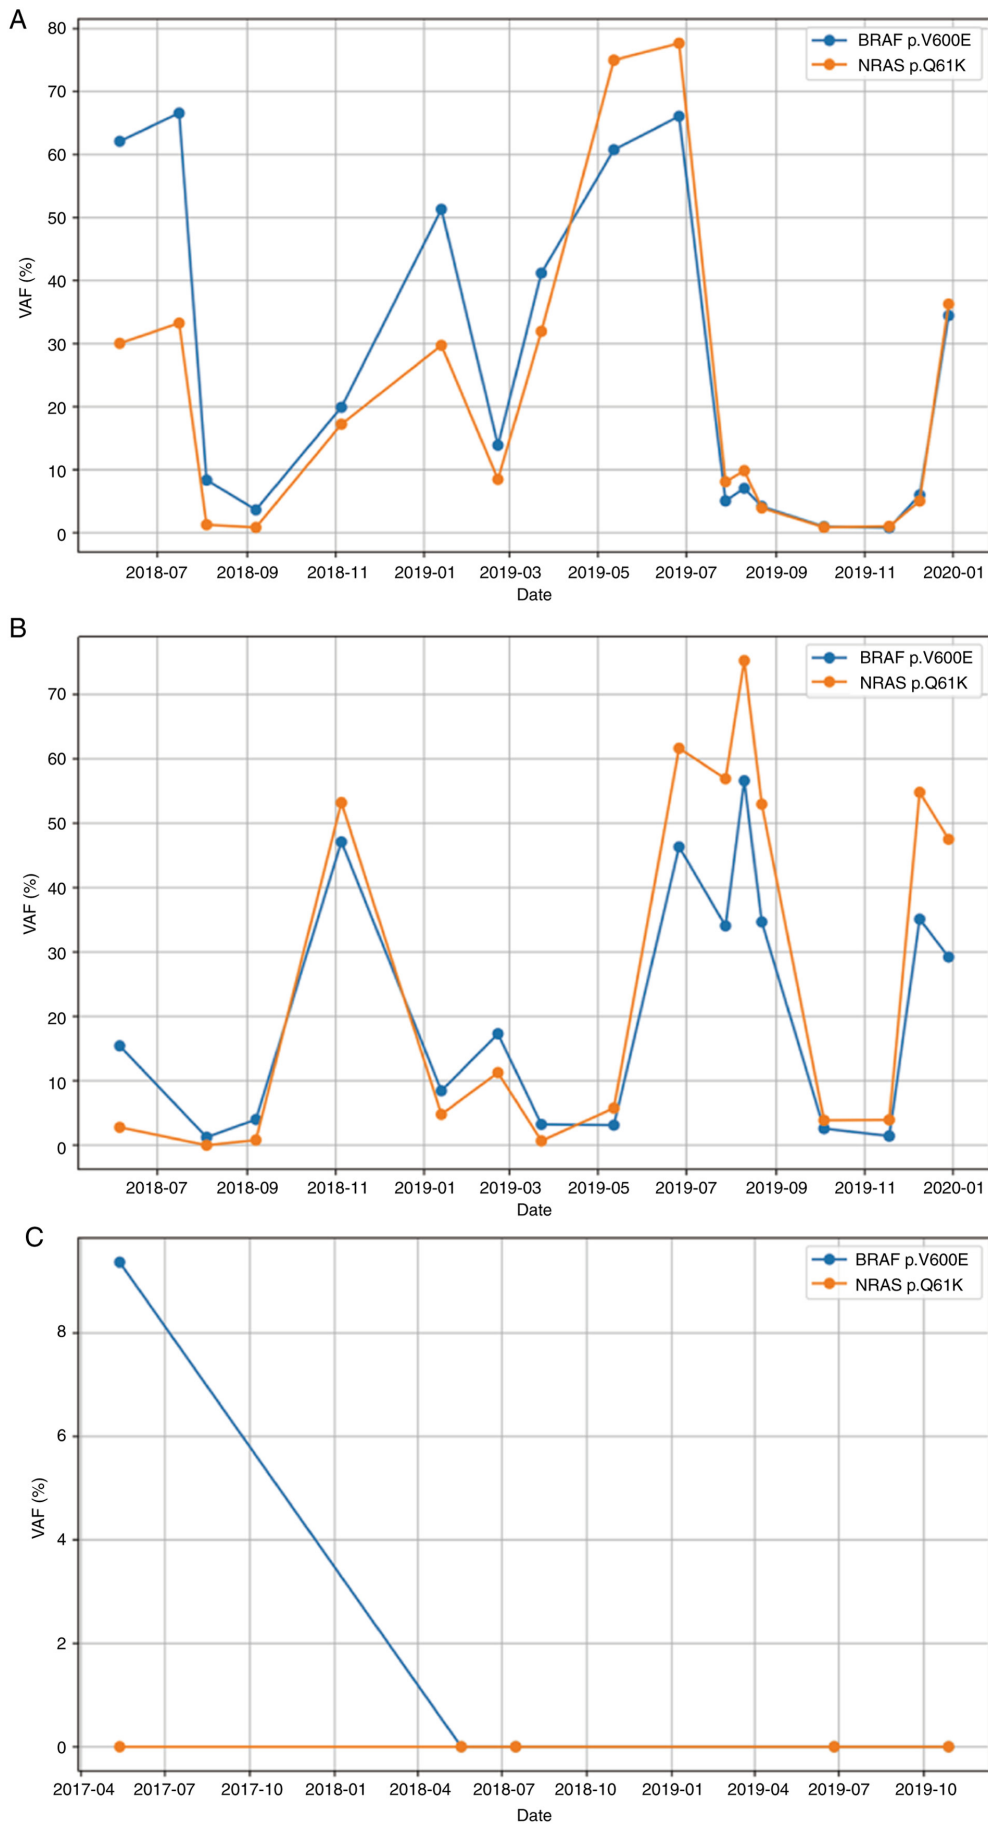 A
80
70
60
50
40
30
20
10
0
VAF (%)
BRAF p.V600E
NRAS p.Q61K
2018-07 2018-09 2018-11 2019-01 2019-03 2019-05 2019-07 2019-09 2019-11 2020-01
Date
B
70
60
50
40
30
20
10
0
VAF (%)
BRAF p.V600E
NRAS p.Q61K
2018-07 2018-09 2018-11 2019-01 2019-03 2019-05 2019-07 2019-09 2019-11 2020-01
Date
C
8
6
4
2
0
VAF (%)
BRAF p.V600E
NRAS p.Q61K
2017-04 2017-07 2017-10 2018-01 2018-04 2018-07 2018-10 2019-01 2019-04 2019-07 2019-10
Date